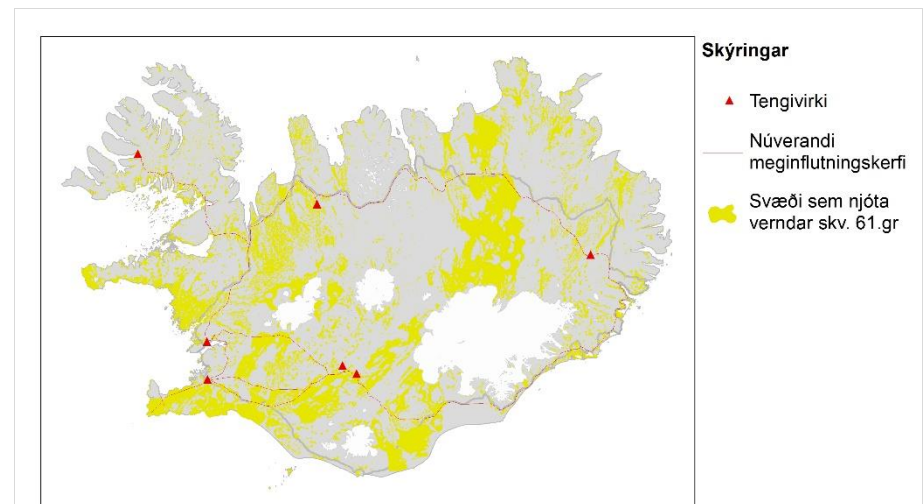 Skýringar
Tengivirki
Núverandi
meginflutningskerfi
Svæði sem njóta
verndar skv. 61.gr